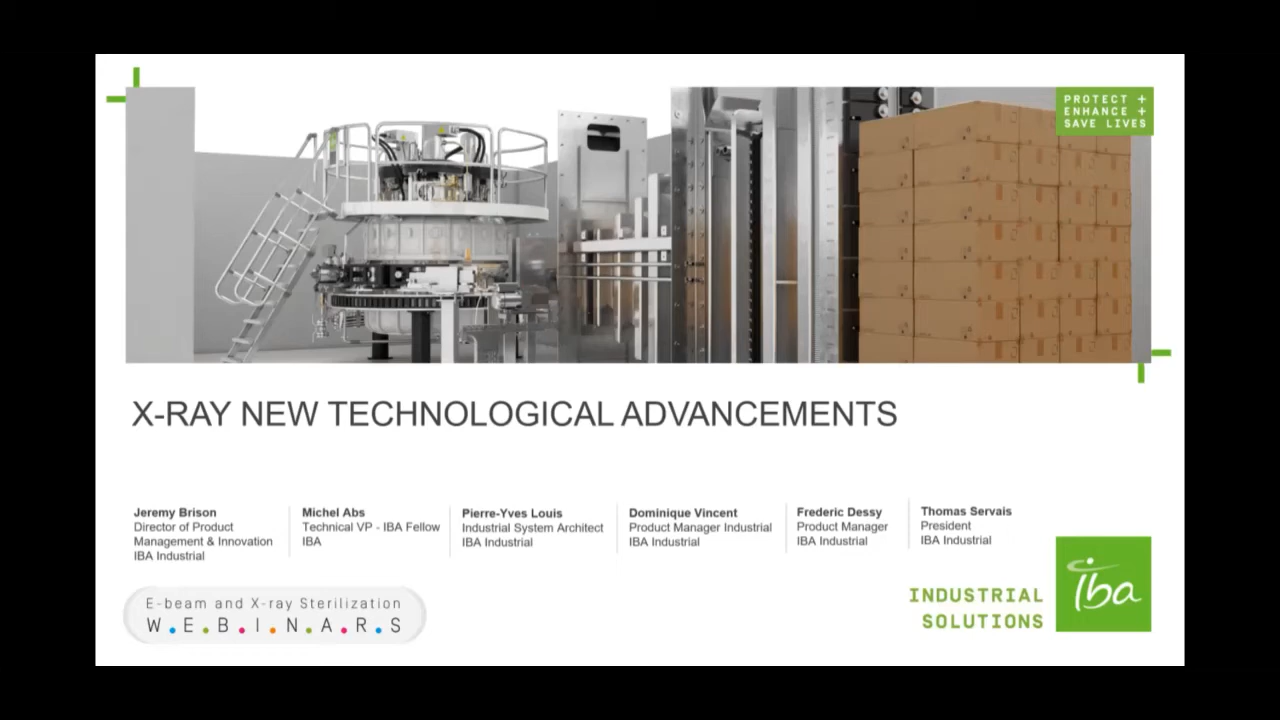 PROTECT +
ENHANCE +
SAVE LIVES
X-RAY NEW TECHNOLOGICAL ADVANCEMENTS
Jeremy Brison
Director of Product
Management & Innovation
IBA Industrial
Michel Abs
Technical VP - IBA Fellow
IBA
Pierre-Yves Louis
Industrial System Architect
IBA Industrial
Dominique Vincent
Product Manager Industrial
IBA Industrial
Frederic Dessy
Product Manager
IBA Industrial
Thomas Servais
President
IBA Industrial
E-beam and X-ray Sterilization
W.E.B.I.N.A.R.S
INDUSTRIAL
SOLUTIONS
iba